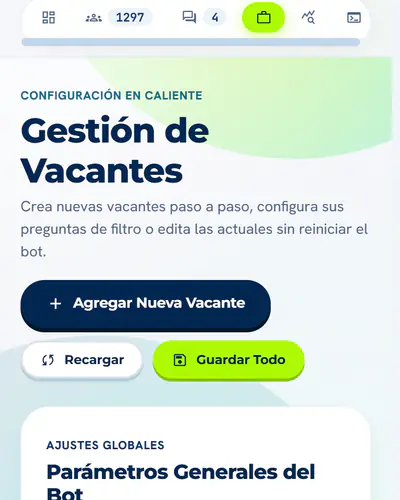 1297
4
CONFIGURACIÓN EN CALIENTE
Gestión de
Vacantes
Crea nuevas vacantes paso a paso, configura sus
preguntas de filtro o edita las actuales sin reiniciar el
bot.
Agregar Nueva Vacante
Recargar
Guardar Todo
AJUSTES GLOBALES
Parámetros Generales del
Bot